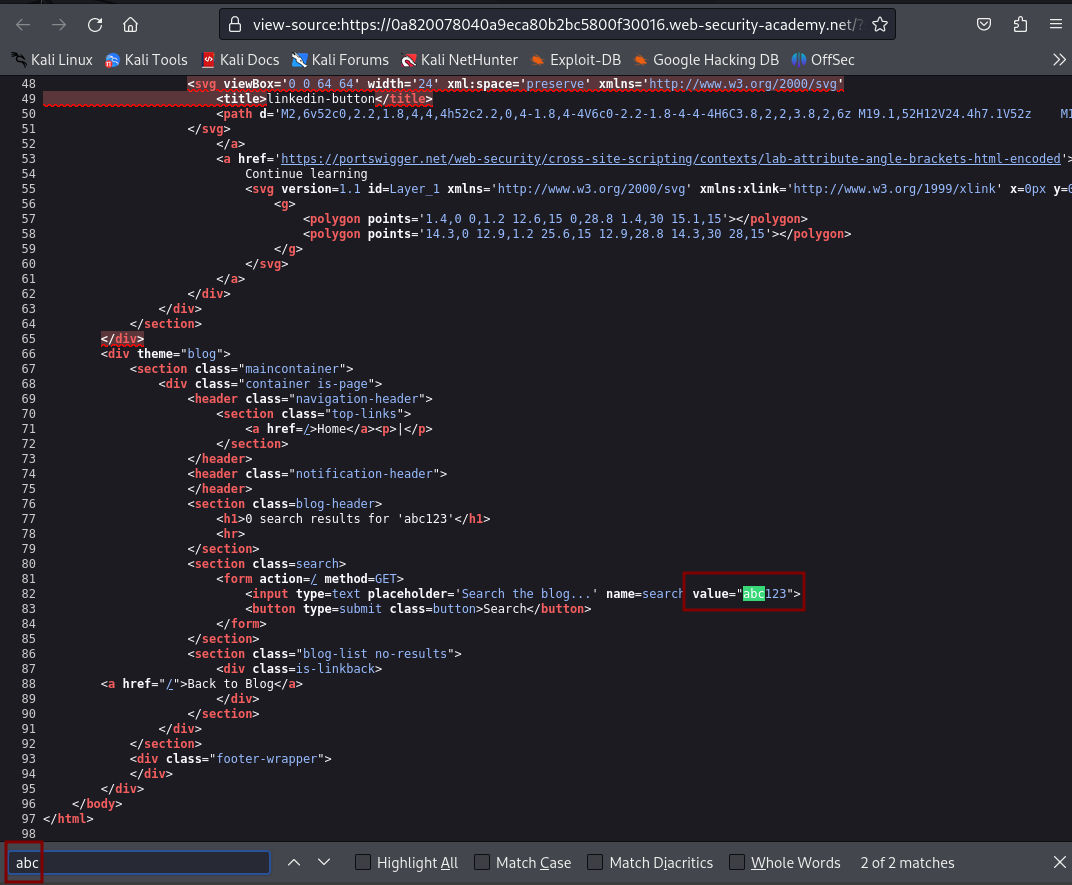 view-source:https://0a820078040a9eca80b2bc5800f30016.web-security-academy.net/?
Kali Linux Kali Tools Kali Docs Kali Forums Kali NetHunter Exploit-DB Google Hacking DB OffSec
48 <svg viewBox='0 0 64 64' width='24' xml:space='preserve' xmlns='http://www.w3.org/2000/svg'
49 <title>linkedin-button</title>
50 <path d='M2,6v52c0,2.2,1.8,4,4,4h52c2.2,0,4-1.8,4-4V6c0-2.2-1.8-4-4-4H6C3.8,2,2,3.8,2,6z M19.1,52H12V24.4h7.1V52z M1
51 </svg>
52 </a>
53 <a href='https://portswigger.net/web-security/cross-site-scripting/contexts/lab-attribute-angle-brackets-html-encoded'>
54 Continue learning
55 <svg version=1.1 id=Layer_1 xmlns='http://www.w3.org/2000/svg' xmlns:xlink='http://www.w3.org/1999/xlink' x=0px y=0
56 <g>
57 <polygon points='1.4,0 0,1.2 12.6,15 0,28.8 1.4,30 15.1,15'></polygon>
58 <polygon points='14.3,0 12.9,1.2 25.6,15 12.9,28.8 14.3,30 28,15'></polygon>
59 </g>
60 </svg>
61 </a>
62 </div>
63 </div>
64 </section>
65 </div>
66 <div theme="blog">
67 <section class="maincontainer">
68 <div class="container is-page">
69 <header class="navigation-header">
70 <section class="top-links">
71 <a href=/>Home</a><p>|</p>
72 </section>
73 </header>
74 <header class="notification-header">
75 </header>
76 <section class=blog-header>
77 <h1>0 search results for 'abc123'</h1>
78 <hr>
79 </section>
80 <section class=search>
81 <form action=/ method=GET>
82 <input type=text placeholder='Search the blog...' name=search value="abc123">
83 <button type=submit class=button>Search</button>
84 </form>
85 </section>
86 <section class="blog-list no-results">
87 <div class=is-linkback>
88 <a href="/">Back to Blog</a>
89 </div>
90 </section>
91 </div>
92 </section>
93 <div class="footer-wrapper">
94 </div>
95 </div>
96 </body>
97 </html>
98
abc Highlight All Match Case Match Diacritics Whole Words 2 of 2 matches